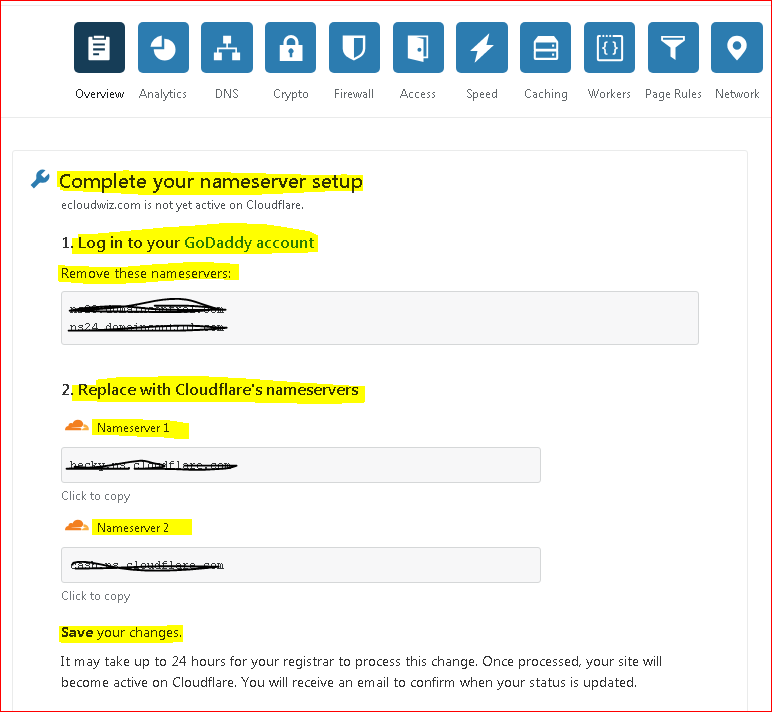 Overview Analytics DNS Crypto Firewall Access Speed Caching Workers Page Rules Network
Complete your nameserver setup
ecloudwiz.com is not yet active on Cloudflare.
1. Log in to your GoDaddy account
Remove these nameservers:
ns24.domaincontrol.com
2. Replace with Cloudflare's nameservers
Nameserver 1
Click to copy
Nameserver 2
Click to copy
Save your changes.
It may take up to 24 hours for your registrar to process this change. Once processed, your site will
become active on Cloudflare. You will receive an email to confirm when your status is updated.